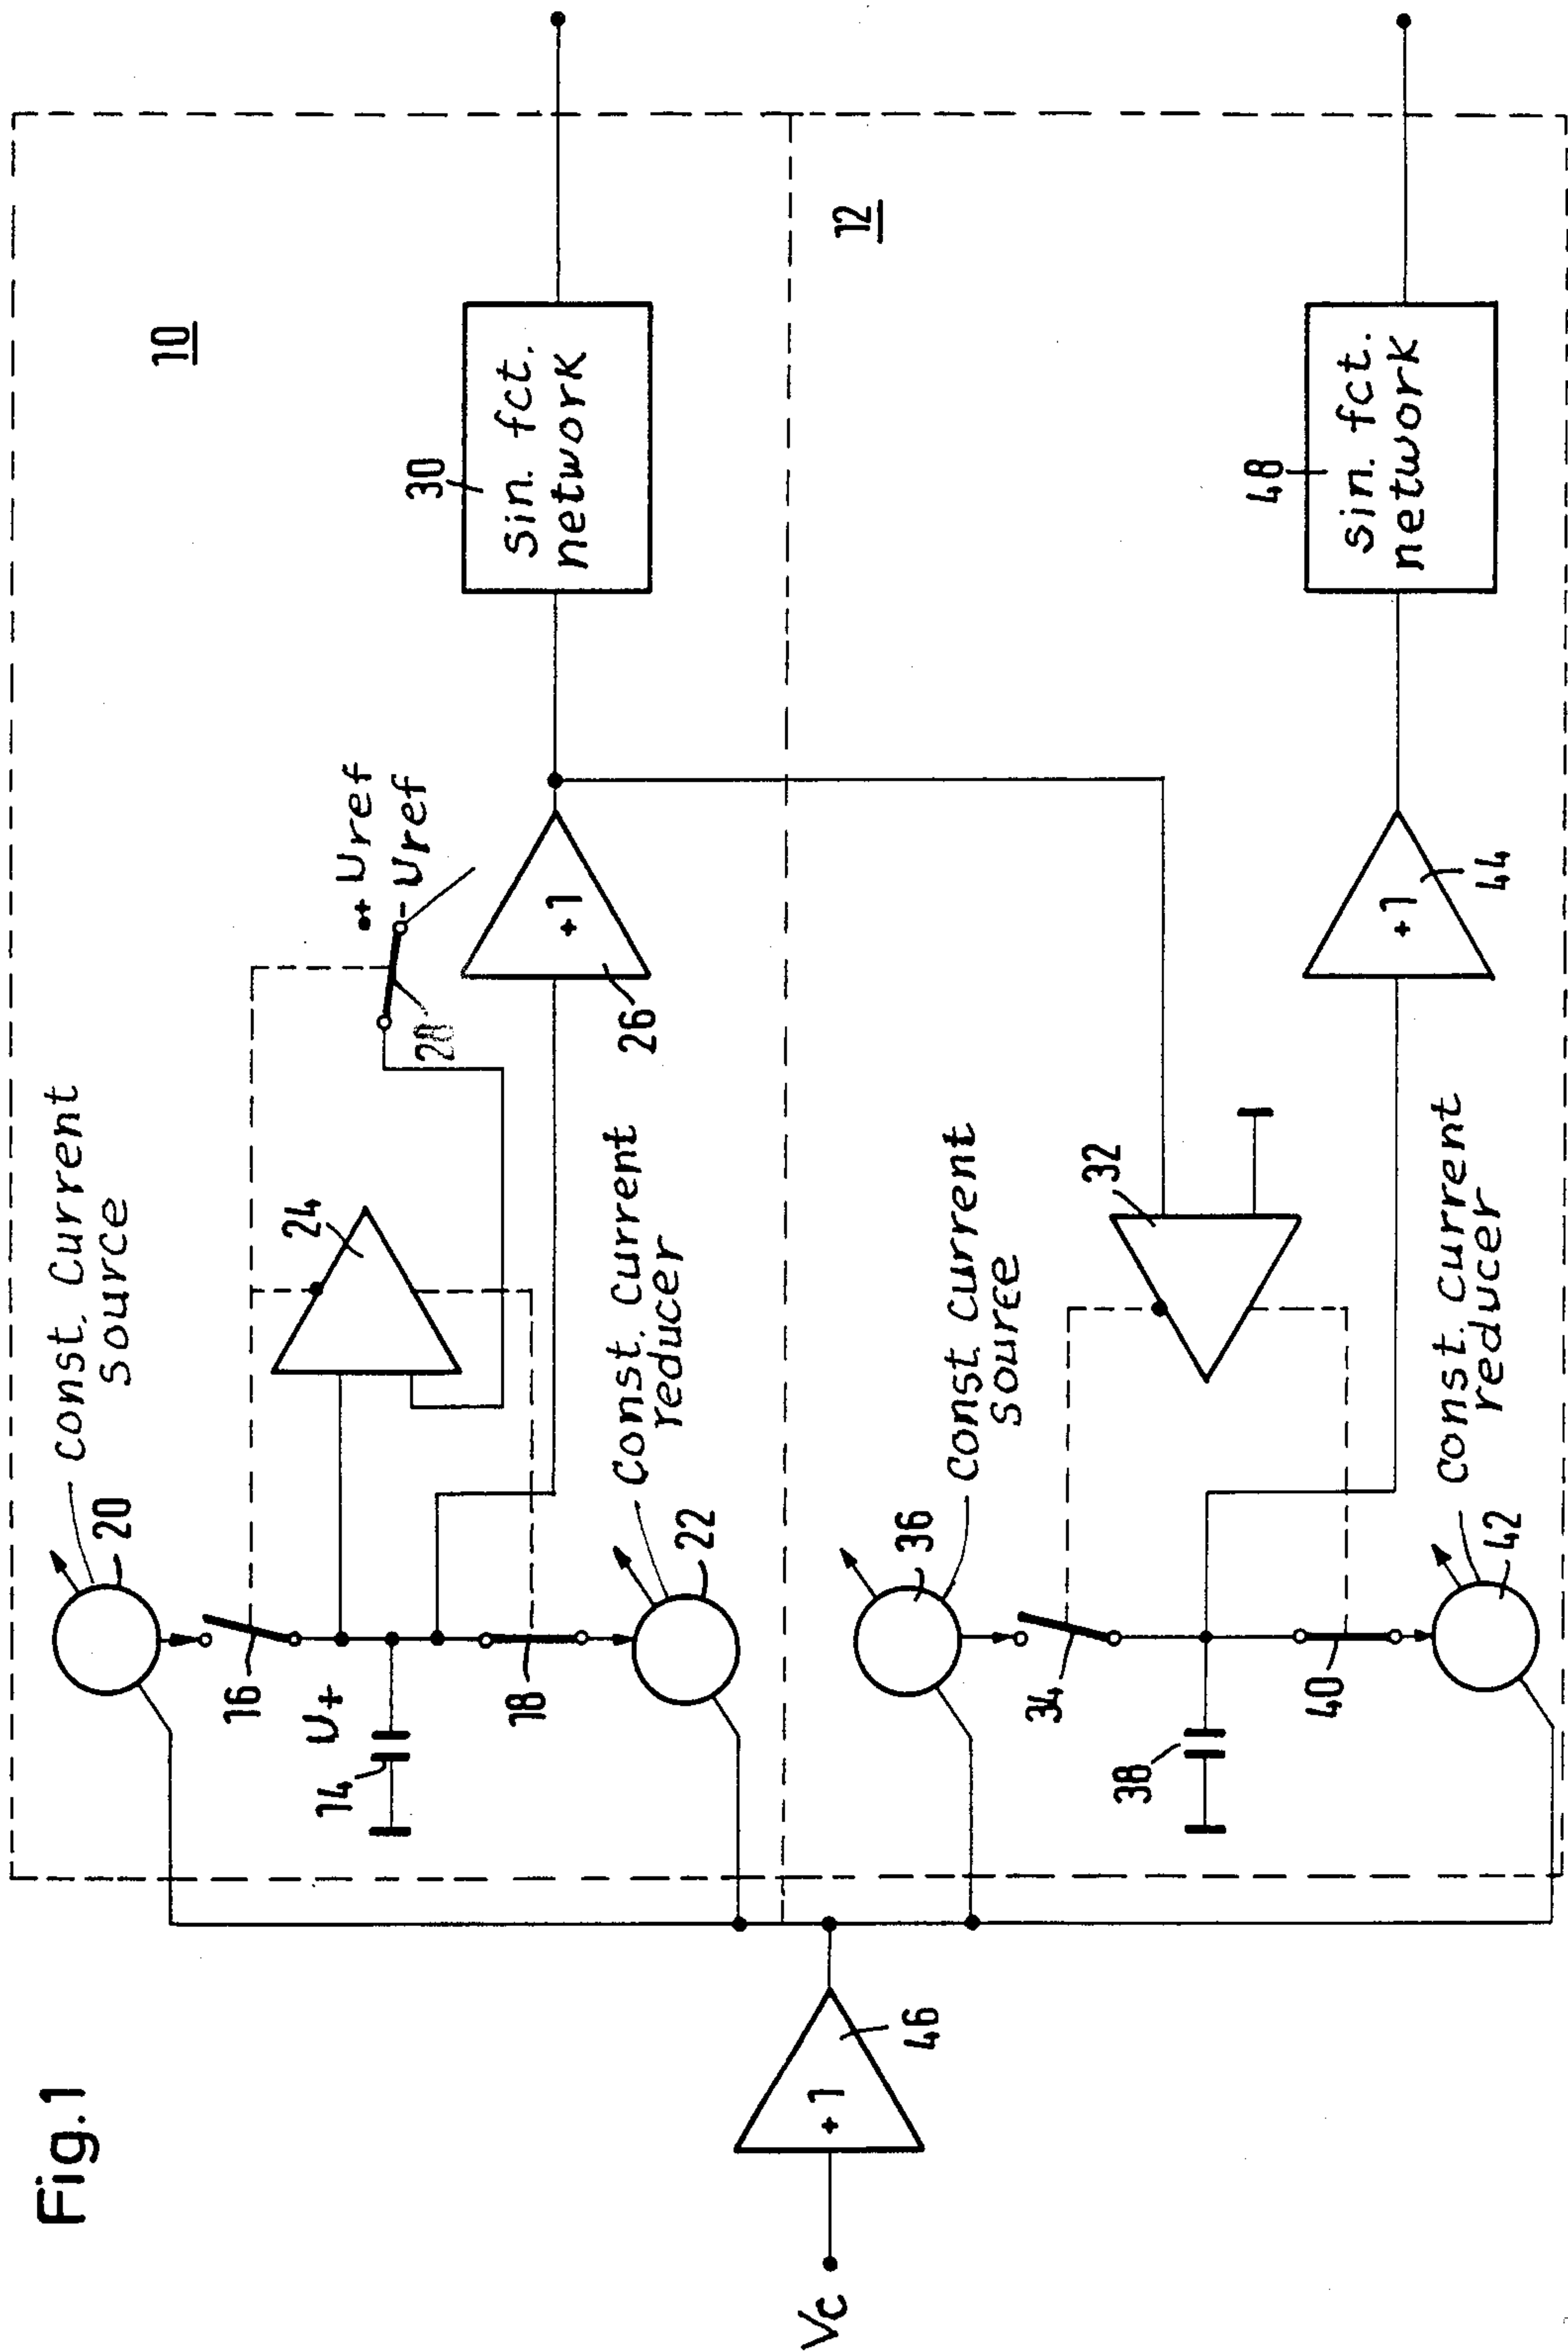 Fig.1
10
const. current
source
20
16
U+
14
18
24
28
+ Uref
- Uref
+1
26
30
sin. fct.
network
const. current
reducer
22
12
const. current
source
36
34
38
40
32
const. current
reducer
42
+1
44
48
sin. fct.
network
Vc
+1
46